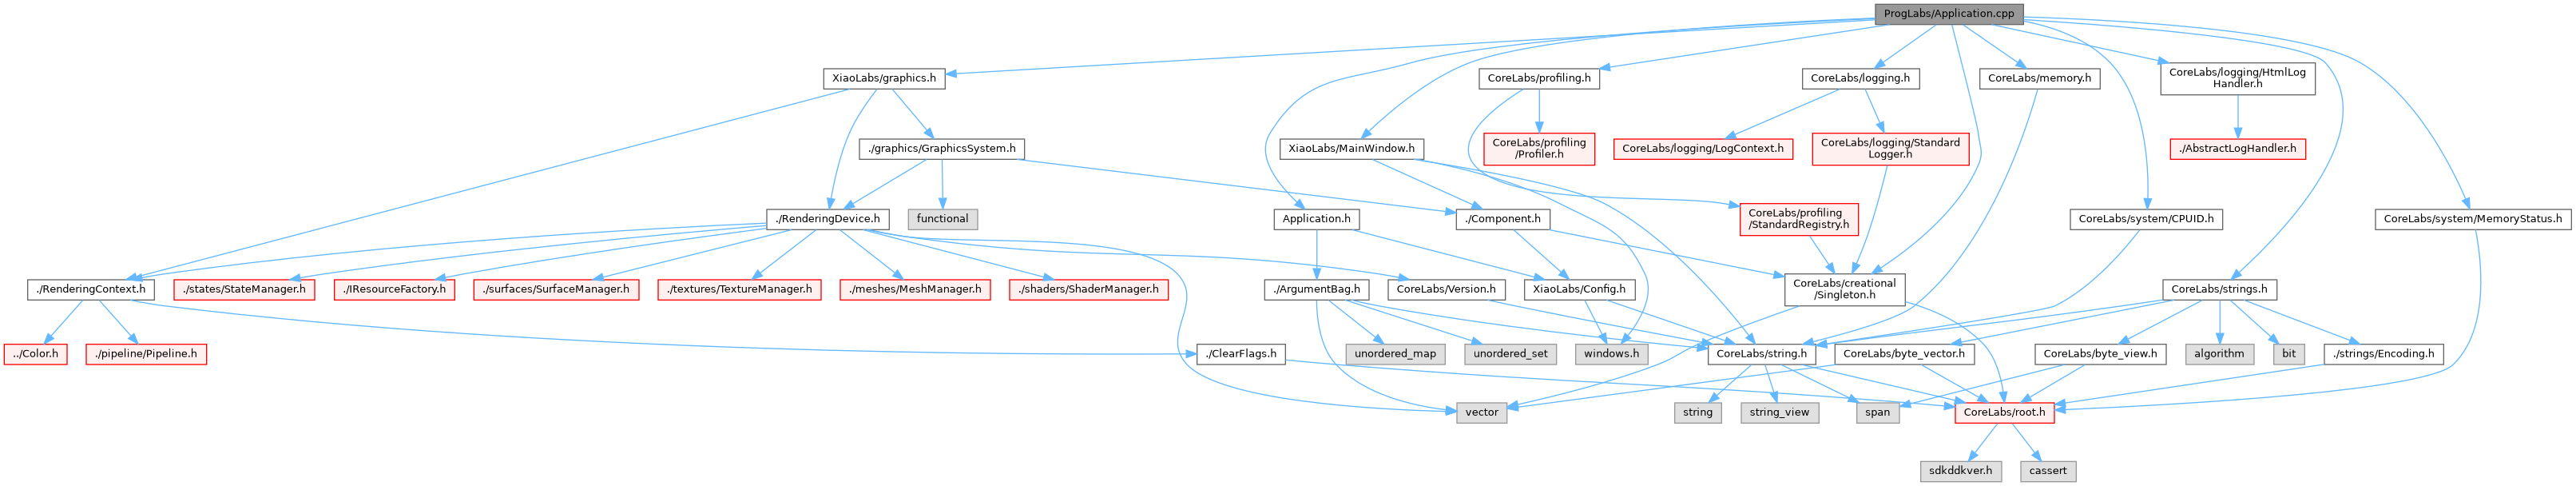 ProgLabs/Application.cpp
XiaoLabs/graphics.h
CoreLabs/profiling.h
CoreLabs/logging.h
CoreLabs/memory.h
CoreLabs/logging/HtmlLog
Handler.h
./graphics/GraphicsSystem.h
XiaoLabs/MainWindow.h
CoreLabs/profiling
/Profiler.h
CoreLabs/logging/LogContext.h
CoreLabs/logging/Standard
Logger.h
./AbstractLogHandler.h
./RenderingDevice.h
functional
Application.h
./Component.h
CoreLabs/profiling
/StandardRegistry.h
CoreLabs/system/CPUID.h
CoreLabs/system/MemoryStatus.h
./RenderingContext.h
./states/StateManager.h
./IResourceFactory.h
./surfaces/SurfaceManager.h
./textures/TextureManager.h
./meshes/MeshManager.h
./shaders/ShaderManager.h
./ArgumentBag.h
CoreLabs/Version.h
XiaoLabs/Config.h
CoreLabs/creational
/Singleton.h
CoreLabs/strings.h
../Color.h
./pipeline/Pipeline.h
./ClearFlags.h
unordered_map
unordered_set
windows.h
CoreLabs/string.h
CoreLabs/byte_vector.h
CoreLabs/byte_view.h
algorithm
bit
./strings/Encoding.h
vector
string
string_view
span
CoreLabs/root.h
sdkddkver.h
cassert